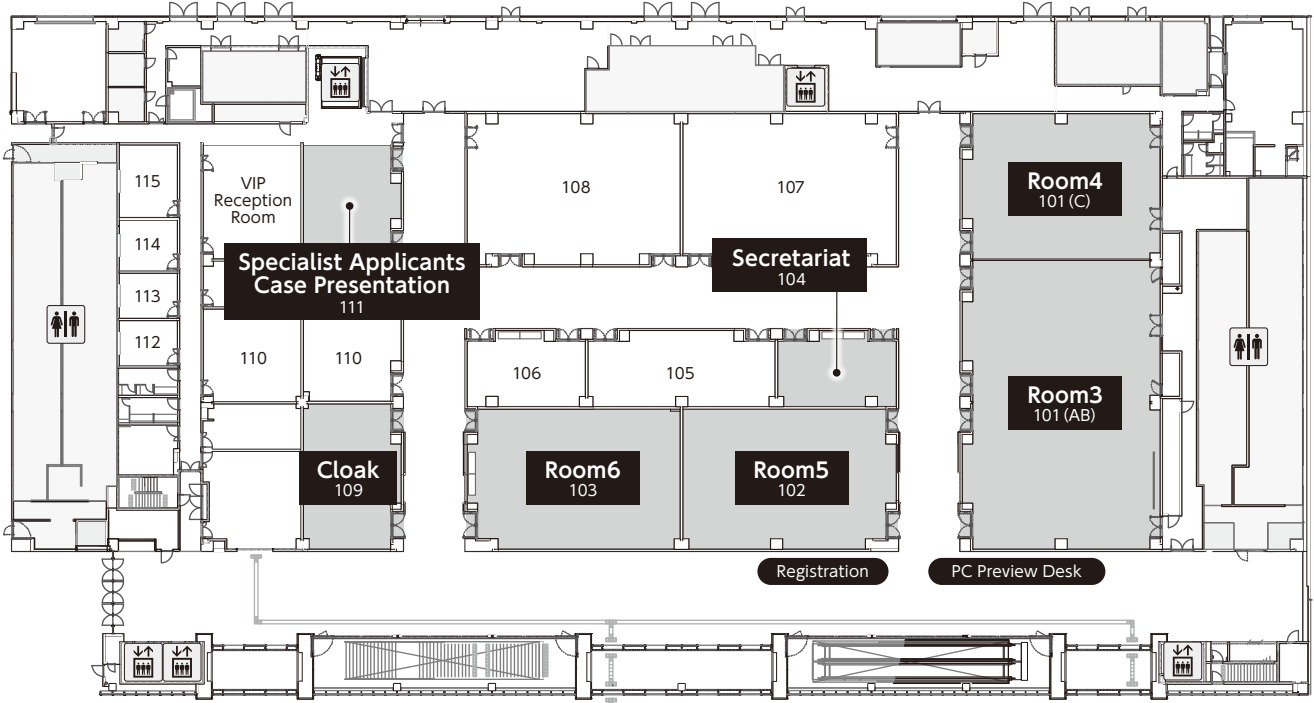 115
VIP
Reception
Room
108
107
Room4
101 (C)
114
Specialist Applicants
Case Presentation
111
Secretariat
104
113
112
110
110
106
105
Room3
101 (AB)
Cloak
109
Room6
103
Room5
102
Registration
PC Preview Desk